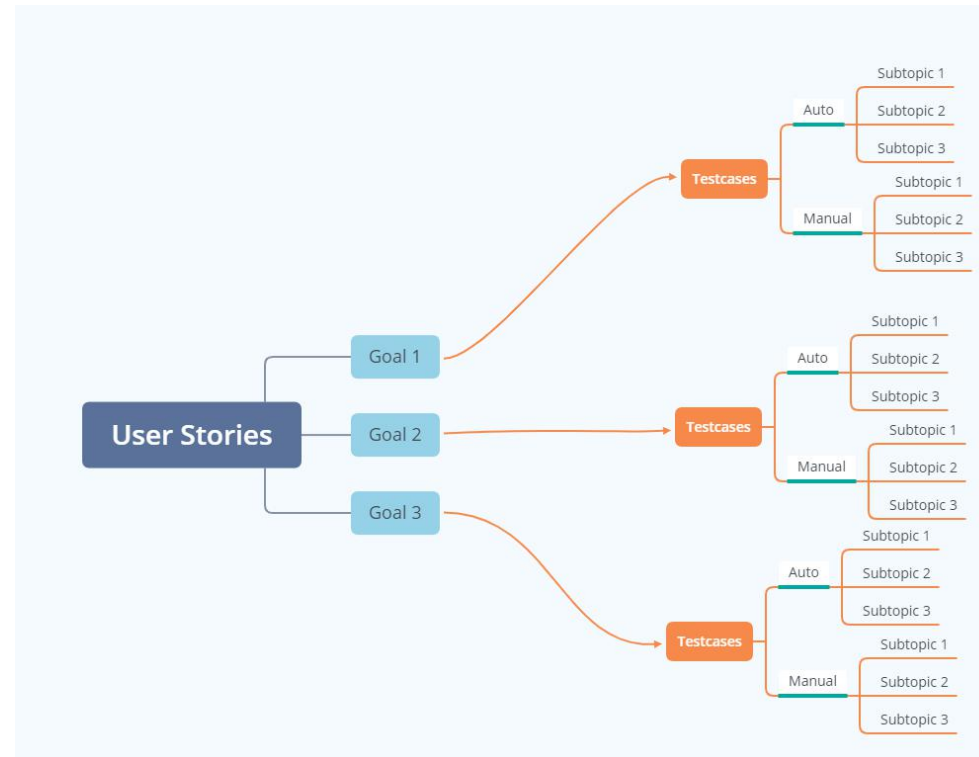 User Stories
Goal 1
Testcases
Auto
Subtopic 1
Subtopic 2
Subtopic 3
Manual
Subtopic 1
Subtopic 2
Subtopic 3
Goal 2
Testcases
Auto
Subtopic 1
Subtopic 2
Subtopic 3
Manual
Subtopic 1
Subtopic 2
Subtopic 3
Goal 3
Testcases
Auto
Subtopic 1
Subtopic 2
Subtopic 3
Manual
Subtopic 1
Subtopic 2
Subtopic 3